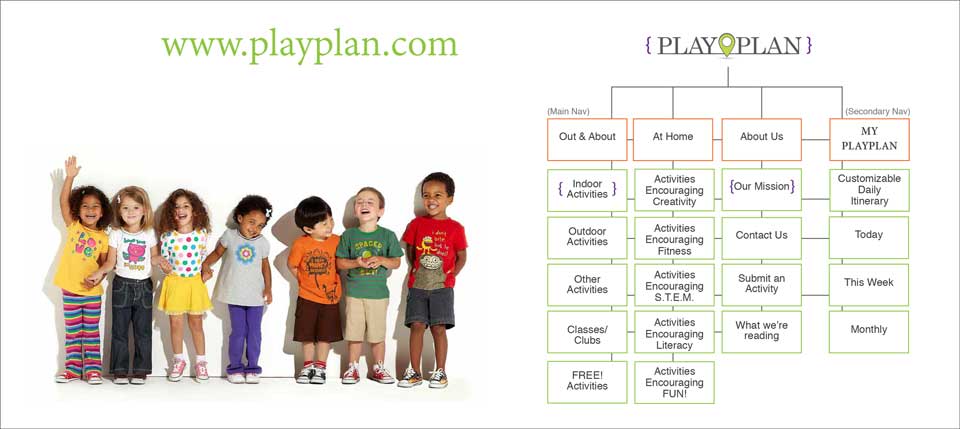 www.playplan.com
{ PLAY PLAN }
(Main Nav)
(Secondary Nav)
Out & About
At Home
About Us
MY
PLAYPLAN
{ Indoor
Activities }
Activities
Encouraging
Creativity
{Our Mission}
Customizable
Daily
Itinerary
Outdoor
Activities
Activities
Encouraging
Fitness
Contact Us
Today
Other
Activities
Activities
Encouraging
S.T.E.M.
Submit an
Activity
This Week
Classes/
Clubs
Activities
Encouraging
Literacy
What we're
reading
Monthly
FREE!
Activities
Activities
Encouraging
FUN!